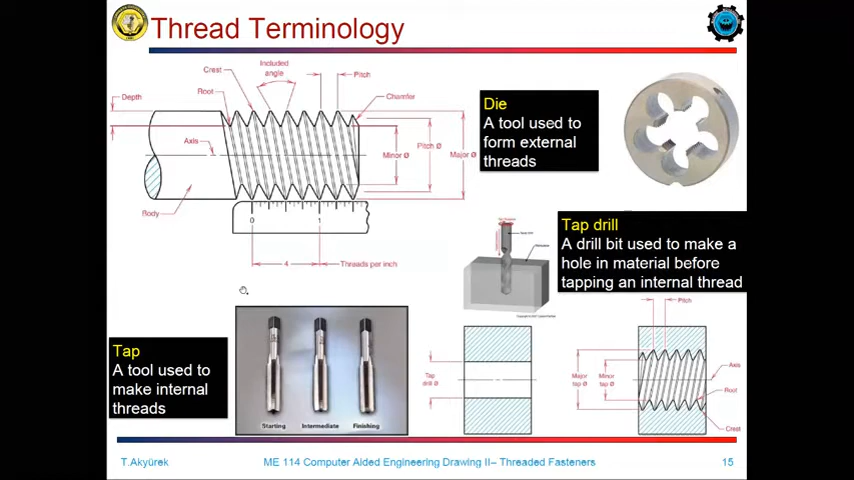 Thread Terminology
Crest
Included
angle
Pitch
Root
Chamfer
Depth
Axis
Minor Ø
Pitch Ø
Major Ø
Body
0
1
4
Threads per inch
Die
A tool used to
form external
threads
Tap drill
A drill bit used to make a
hole in material before
tapping an internal thread
Tap
A tool used to
make internal
threads
Starting
Intermediate
Finishing
Tap
drill Ø
Pitch
Major
tap Ø
Minor
tap Ø
Axis
Root
Crest
T.Akyürek
ME 114 Computer Aided Engineering Drawing II– Threaded Fasteners
15